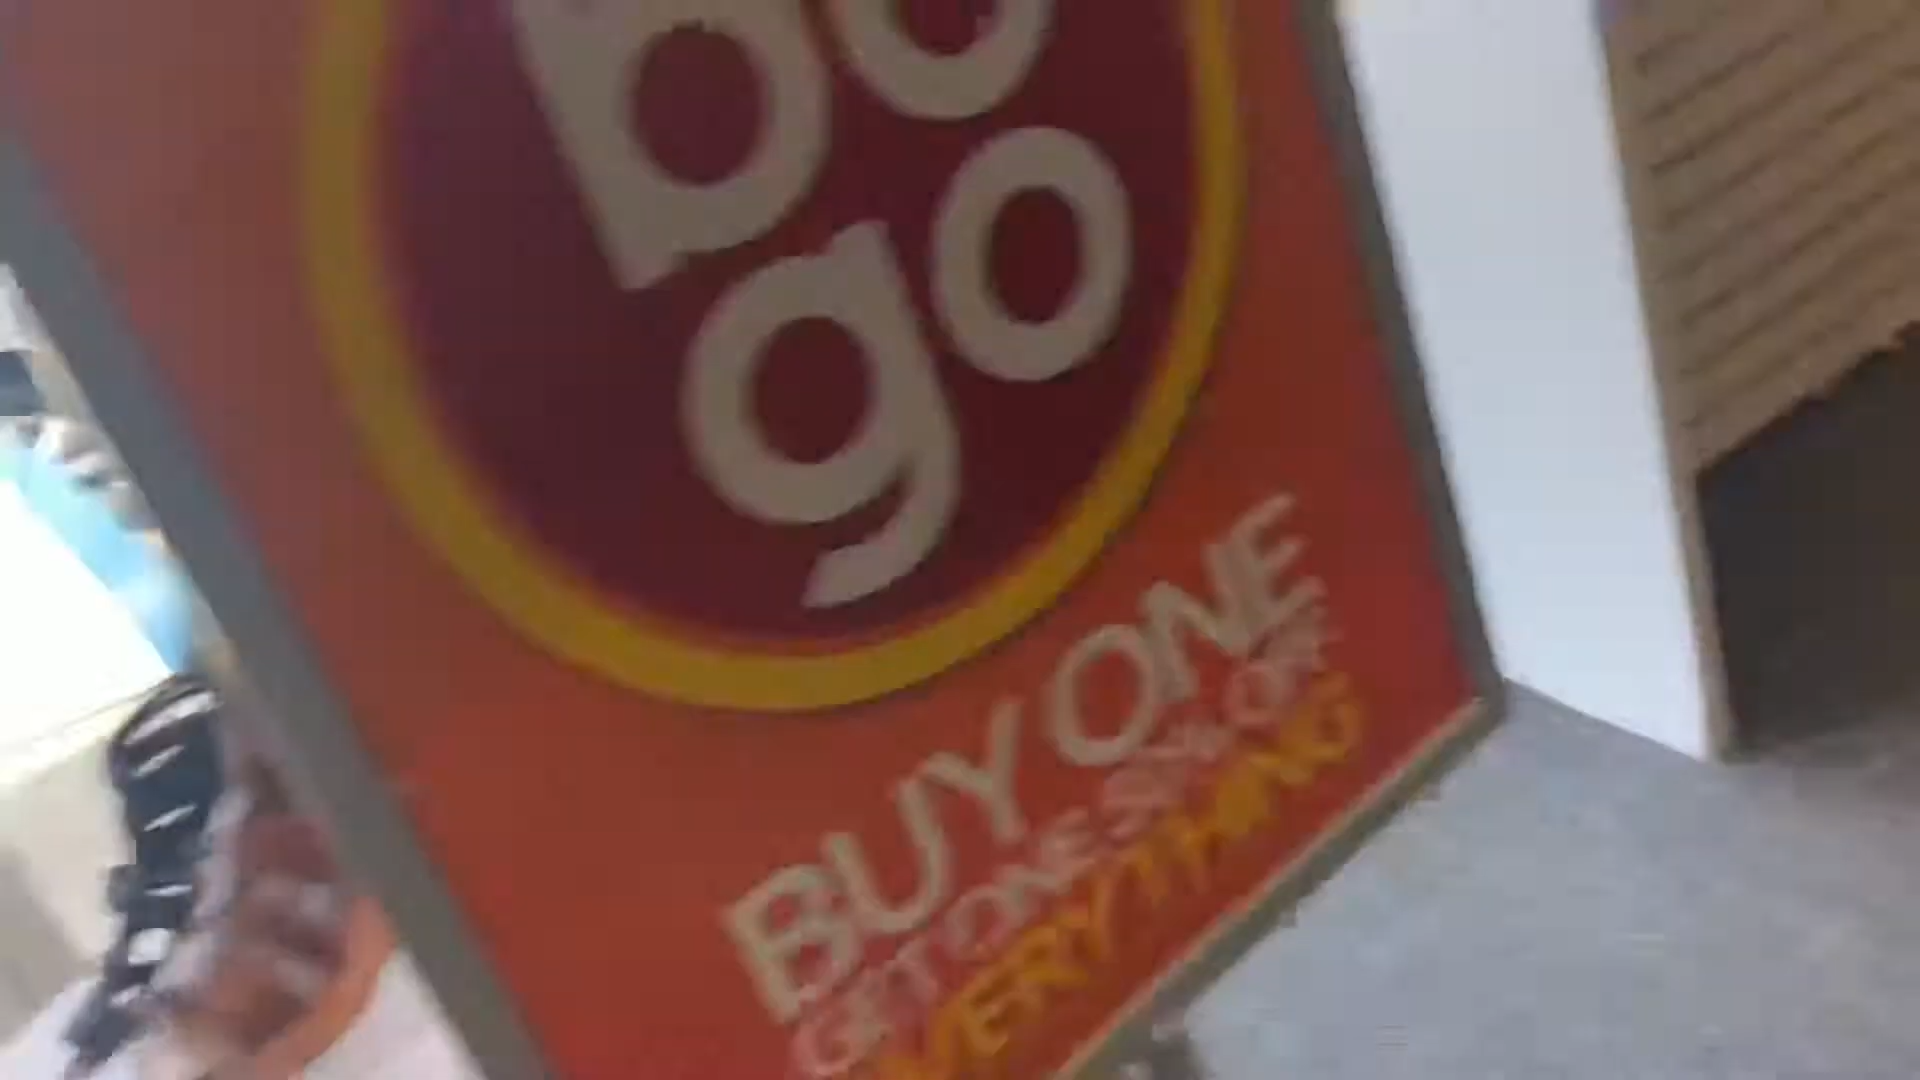 bo
go
BUY ONE
GET ONE 50% OFF
EVERYTHING